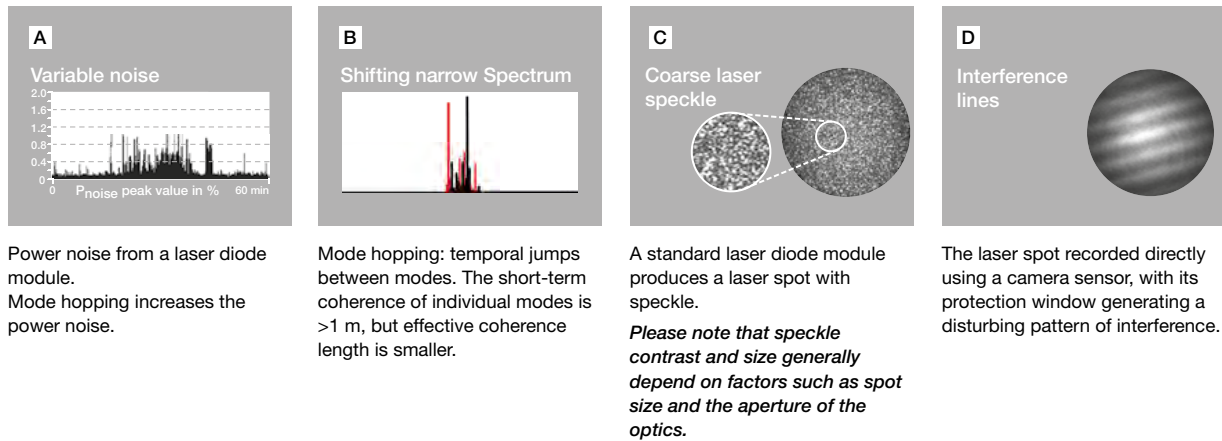 A
Variable noise
2.0
1.6
1.2
0.8
0.4
0
0
Pnoise peak value in %
60 min
Power noise from a laser diode
module.
Mode hopping increases the
power noise.
B
Shifting narrow Spectrum
Mode hopping: temporal jumps
between modes. The short-term
coherence of individual modes is
>1 m, but effective coherence
length is smaller.
C
Coarse laser
speckle
A standard laser diode module
produces a laser spot with
speckle.
Please note that speckle
contrast and size generally
depend on factors such as spot
size and the aperture of the
optics.
D
Interference
lines
The laser spot recorded directly
using a camera sensor, with its
protection window generating a
disturbing pattern of interference.